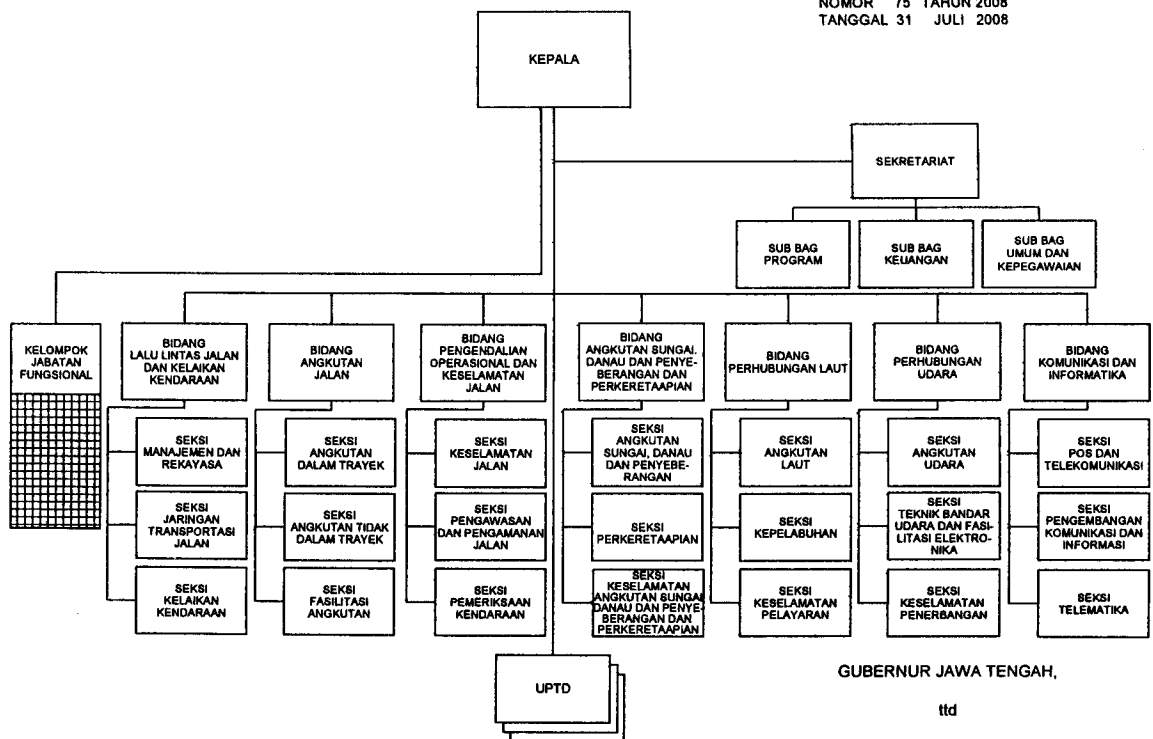 NOMOR 75 TAHUN 2008
TANGGAL 31 JULI 2008
KEPALA
SEKRETARIAT
SUB BAG
PROGRAM
SUB BAG
KEUANGAN
SUB BAG
UMUM DAN
KEPEGAWAIAN
KELOMPOK
JABATAN
FUNGSIONAL
BIDANG
LALU LINTAS JALAN
DAN KELAIKAN
KENDARAAN
BIDANG
ANGKUTAN
JALAN
BIDANG
PENGENDALIAN
OPERASIONAL DAN
KESELAMATAN
JALAN
BIDANG
ANGKUTAN SUNGAI.
DANAU DAN PENYE-
BERANGAN DAN
PERKERETAAPIAN
BIDANG
PERHUBUNGAN LAUT
BIDANG
PERHUBUNGAN
UDARA
BIDANG
KOMUNIKASI DAN
INFORMATIKA
SEKSI
MANAJEMEN DAN
REKAYASA
SEKSI
ANGKUTAN
DALAM TRAYEK
SEKSI
KESELAMATAN
JALAN
SEKSI
ANGKUTAN
SUNGAI, DANAU
DAN PENYEBE-
RANGAN
SEKSI
ANGKUTAN
LAUT
SEKSI
ANGKUTAN
UDARA
SEKSI
POS DAN
TELEKOMUNIKASI
SEKSI
JARINGAN
TRANSPORTASI
JALAN
SEKSI
ANGKUTAN TIDAK
DALAM TRAYEK
SEKSI
PENGAWASAN
DAN PENGAMANAN
JALAN
SEKSI
PERKERETAAPIAN
SEKSI
KEPELABUHAN
SEKSI
TEKNIK BANDAR
UDARA DAN FASI-
LITASI ELEKTRO-
NIKA
SEKSI
PENGEMBANGAN
KOMUNIKASI DAN
INFORMASI
SEKSI
KELAIKAN
KENDARAAN
SEKSI
FASILITASI
ANGKUTAN
SEKSI
PEMERIKSAAN
KENDARAAN
SEKSI
KESELAMATAN
ANGKUTAN SUNGAI
DANAU DAN PENYE-
BERANGAN DAN
PERKERETAAPIAN
SEKSI
KESELAMATAN
PELAYARAN
SEKSI
KESELAMATAN
PENERBANGAN
SEKSI
TELEMATIKA
UPTD
GUBERNUR JAWA TENGAH,
ttd